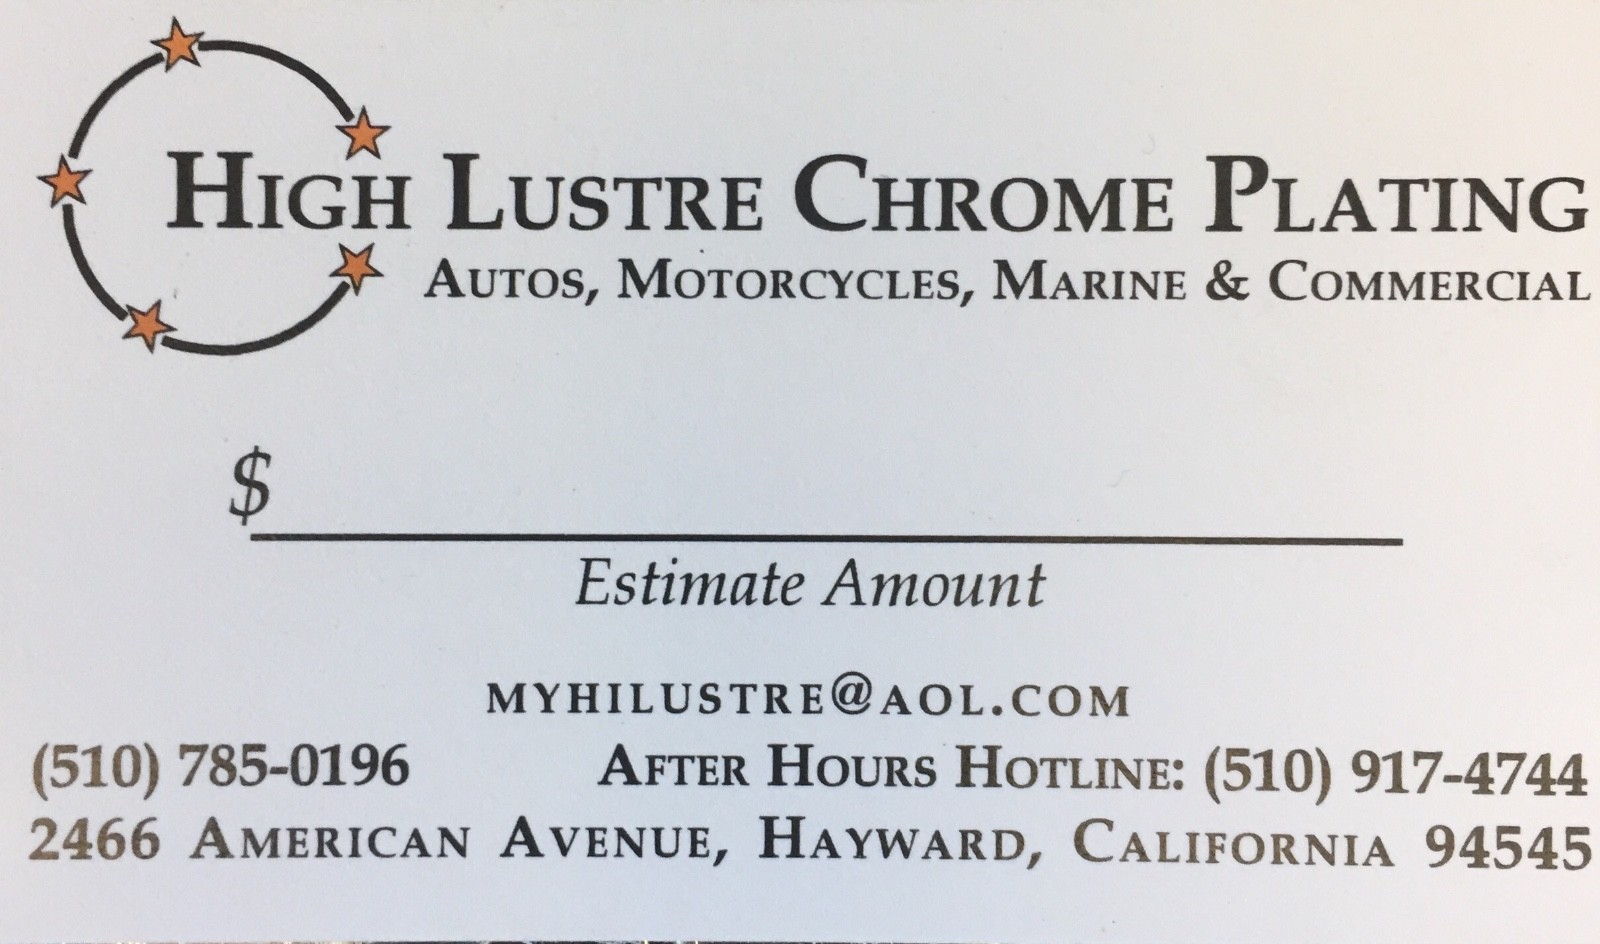 High Lustre Chrome Plating
Autos, Motorcycles, Marine & Commercial
$
Estimate Amount
myhilustre@aol.com
(510) 785-0196 After Hours Hotline: (510) 917-4744
2466 American Avenue, Hayward, California 94545